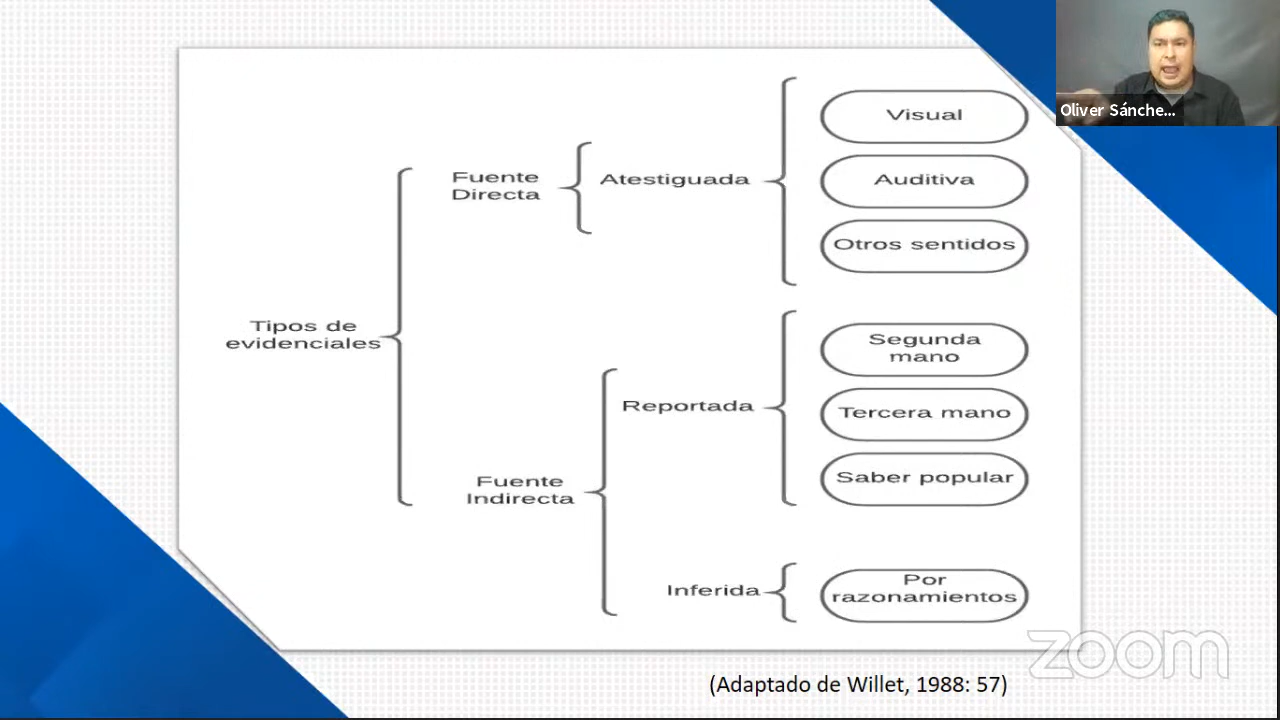 Oliver Sánche...
Tipos de
evidenciales
Fuente
Directa
Atestiguada
Visual
Auditiva
Otros sentidos
Fuente
Indirecta
Reportada
Segunda
mano
Tercera mano
Saber popular
Inferida
Por
razonamientos
zoom
(Adaptado de Willet, 1988: 57)